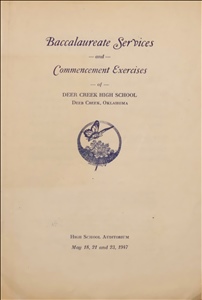 Baccalaureate Services
— and —
Commencement Exercises
— of —
DEER CREEK HIGH SCHOOL
DEER CREEK, OKLAHOMA
HIGH SCHOOL AUDITORIUM
May 18, 21 and 22, 1947